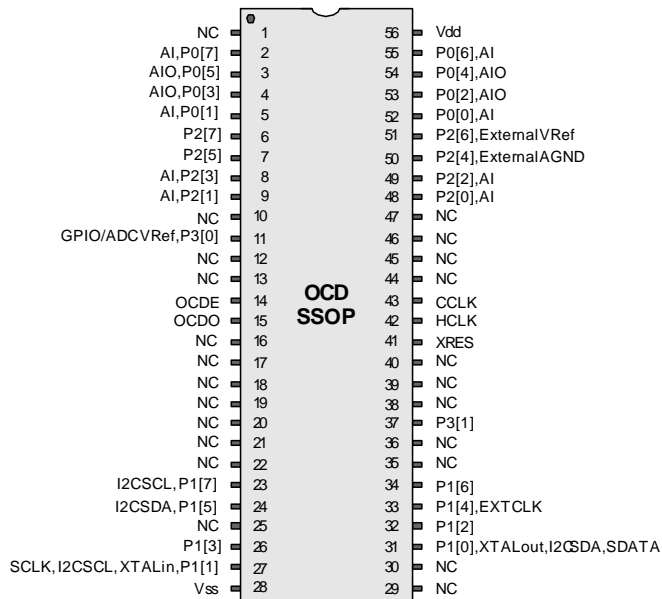 NC 1 56 Vdd
AI,P0[7] 2 55 P0[6],AI
AIO,P0[5] 3 54 P0[4],AIO
AIO,P0[3] 4 53 P0[2],AIO
AI,P0[1] 5 52 P0[0],AI
P2[7] 6 51 P2[6],ExternalVRef
P2[5] 7 50 P2[4],ExternalAGND
AI,P2[3] 8 49 P2[2],AI
AI,P2[1] 9 48 P2[0],AI
NC 10 47 NC
GPIO/ADCVRef,P3[0] 11 46 NC
NC 12 45 NC
NC 13 44 NC
OCD
SSOP
OCDE 14 43 CCLK
OCDO 15 42 HCLK
NC 16 41 XRES
NC 17 40 NC
NC 18 39 NC
NC 19 38 NC
NC 20 37 P3[1]
NC 21 36 NC
NC 22 35 NC
I2CSCL,P1[7] 23 34 P1[6]
I2CSDA,P1[5] 24 33 P1[4],EXTCLK
NC 25 32 P1[2]
P1[3] 26 31 P1[0],XTALout,I2CSDA,SDATA
SCLK,I2CSCL,XTALin,P1[1] 27 30 NC
Vss 28 29 NC